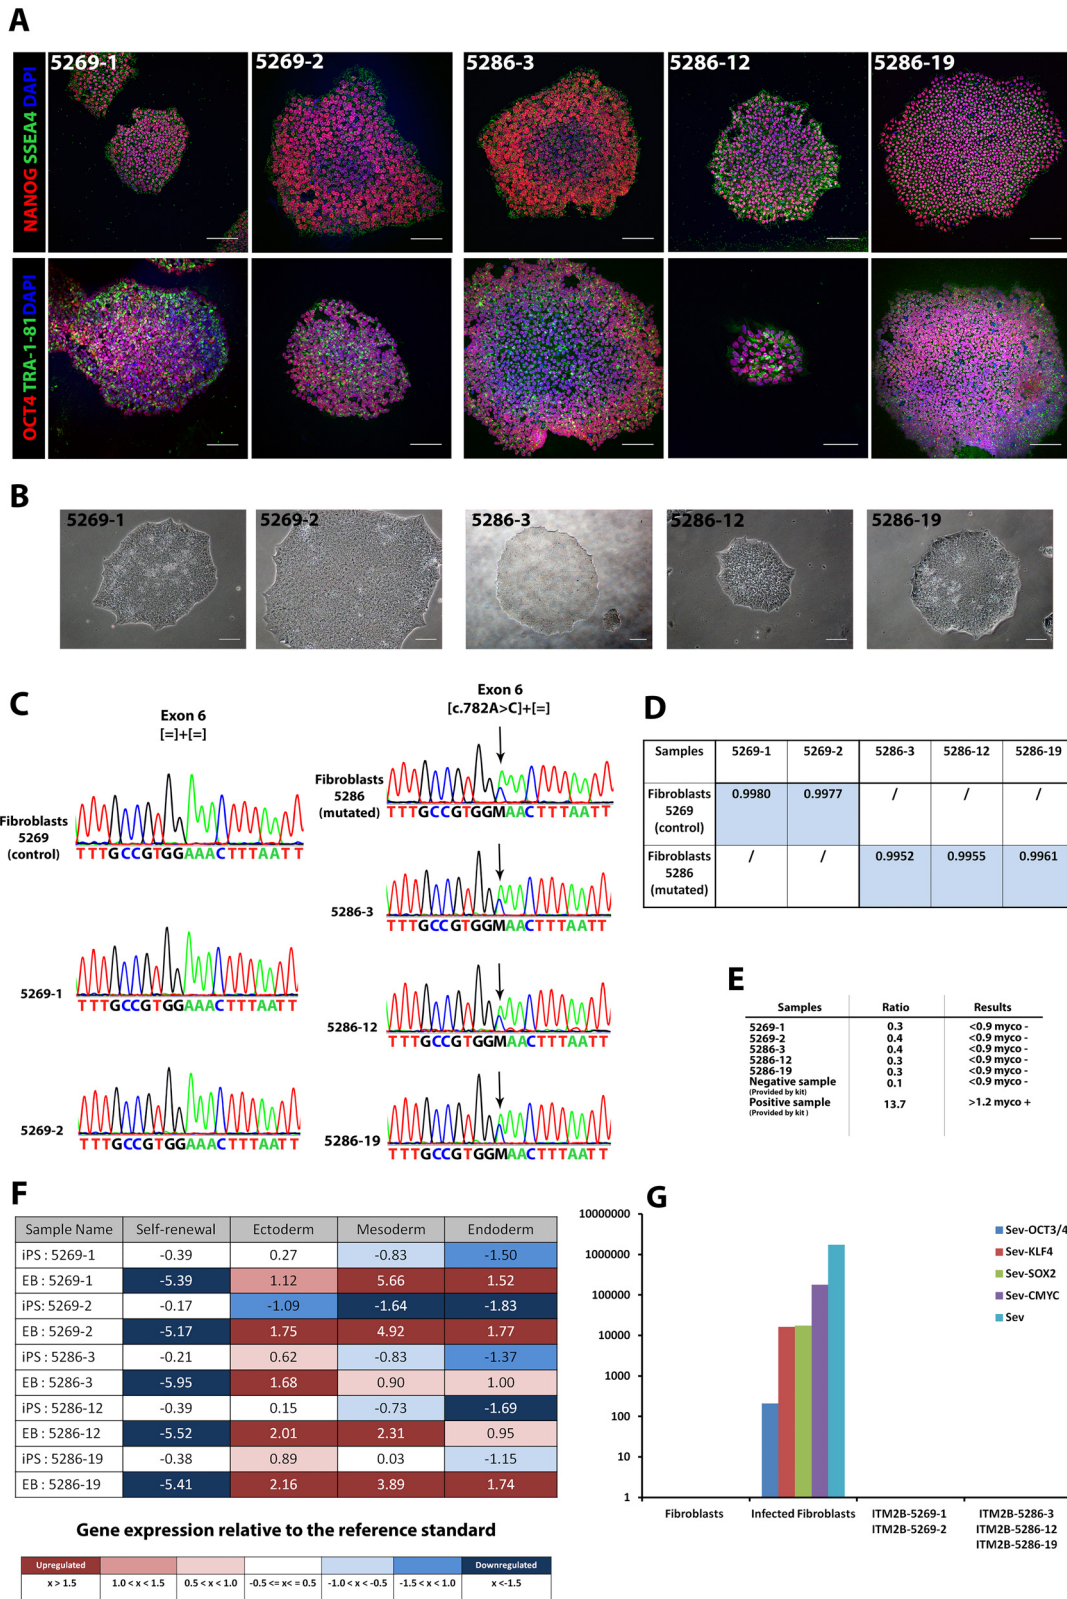 A
NANOG SSEA4 DAPI
5269-1
5269-2
5286-3
5286-12
5286-19
OCT4 TRA-1-81 DAPI
B
5269-1
5269-2
5286-3
5286-12
5286-19
C
Exon 6
[=]+[=]
Fibroblasts
5269
(control)
TTTGCCGTGGAAACTTTAATT
5269-1
TTTGCCGTGGAAACTTTAATT
5269-2
TTTGCCGTGGAAACTTTAATT
Exon 6
[c.782A>C]+[=]
Fibroblasts
5286
(mutated)
TTTGCCGTGGMAACTTTAATT
5286-3
TTTGCCGTGGMAACTTTAATT
5286-12
TTTGCCGTGGMAACTTTAATT
5286-19
TTTGCCGTGGMAACTTTAATT
D
Samples 5269-1 5269-2 5286-3 5286-12 5286-19
Fibroblasts 5269 (control) 0.9980 0.9977 / / /
Fibroblasts 5286 (mutated) / / 0.9952 0.9955 0.9961
E
Samples Ratio Results
5269-1 0.3 <0.9 myco -
5269-2 0.4 <0.9 myco -
5286-3 0.4 <0.9 myco -
5286-12 0.3 <0.9 myco -
5286-19 0.3 <0.9 myco -
Negative sample 0.1 <0.9 myco -
(Provided by kit)
Positive sample 13.7 >1.2 myco +
(Provided by kit )
F
Sample Name Self-renewal Ectoderm Mesoderm Endoderm
iPS : 5269-1 -0.39 0.27 -0.83 -1.50
EB : 5269-1 -5.39 1.12 5.66 1.52
iPS: 5269-2 -0.17 -1.09 -1.64 -1.83
EB : 5269-2 -5.17 1.75 4.92 1.77
iPS : 5286-3 -0.21 0.62 -0.83 -1.37
EB : 5286-3 -5.95 1.68 0.90 1.00
iPS : 5286-12 -0.39 0.15 -0.73 -1.69
EB : 5286-12 -5.52 2.01 2.31 0.95
iPS : 5286-19 -0.38 0.89 0.03 -1.15
EB : 5286-19 -5.41 2.16 3.89 1.74
Gene expression relative to the reference standard
Upregulated Downregulated
x > 1.5 1.0 < x < 1.5 0.5 < x < 1.0 -0.5 <= x<= 0.5 -1.0 < x< -0.5 -1.5 < x < 1.0 x <-1.5
G
10000000
1000000
100000
10000
1000
100
10
1
Sev-OCT3/4
Sev-KLF4
Sev-SOX2
Sev-CMYC
Sev
Fibroblasts
Infected Fibroblasts
ITM2B-5269-1
ITM2B-5269-2
ITM2B-5286-3
ITM2B-5286-12
ITM2B-5286-19